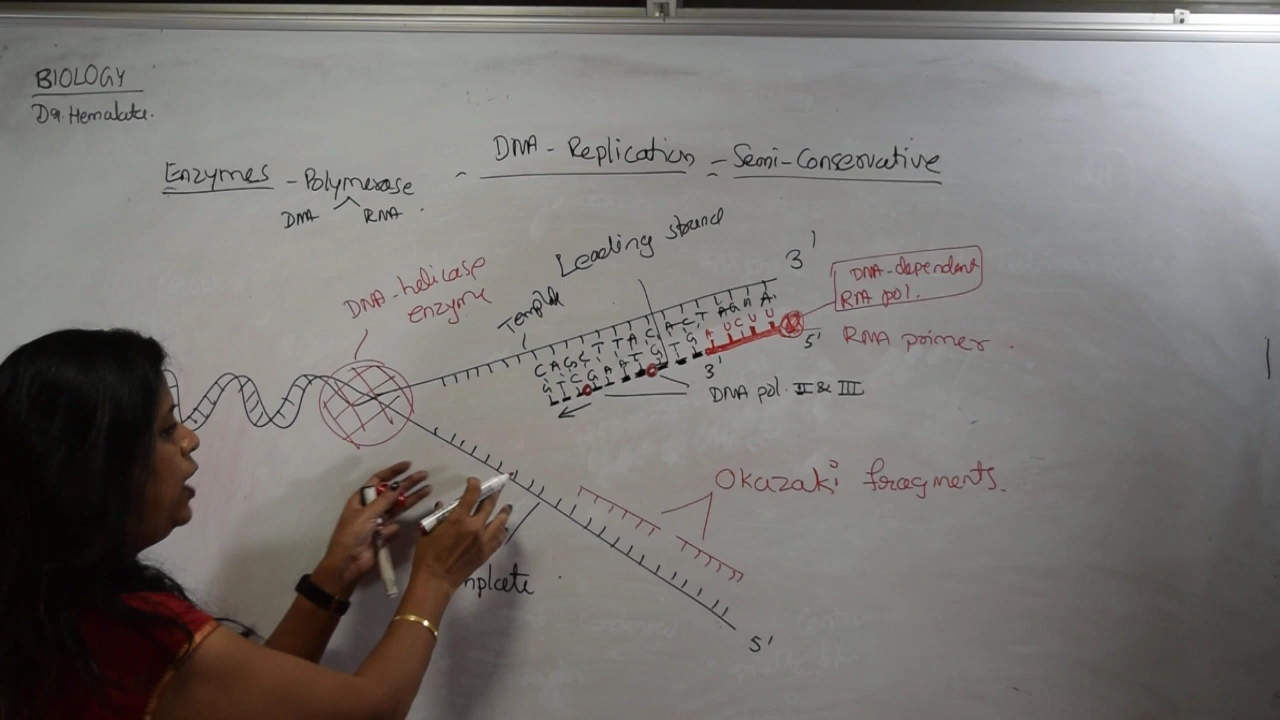 BIOLOGY
Dr. Hemalata.
DNA - Replication - Semi-Conservative
Enzymes - Polymerase
DNA RNA.
Leading strand
3'
DNA-helicase
enzyme
DNA-dependent
RNA pol.
Template
5' RNA primer.
3'
DNA pol. II & III
Okazaki fragments.
mplate.
5'